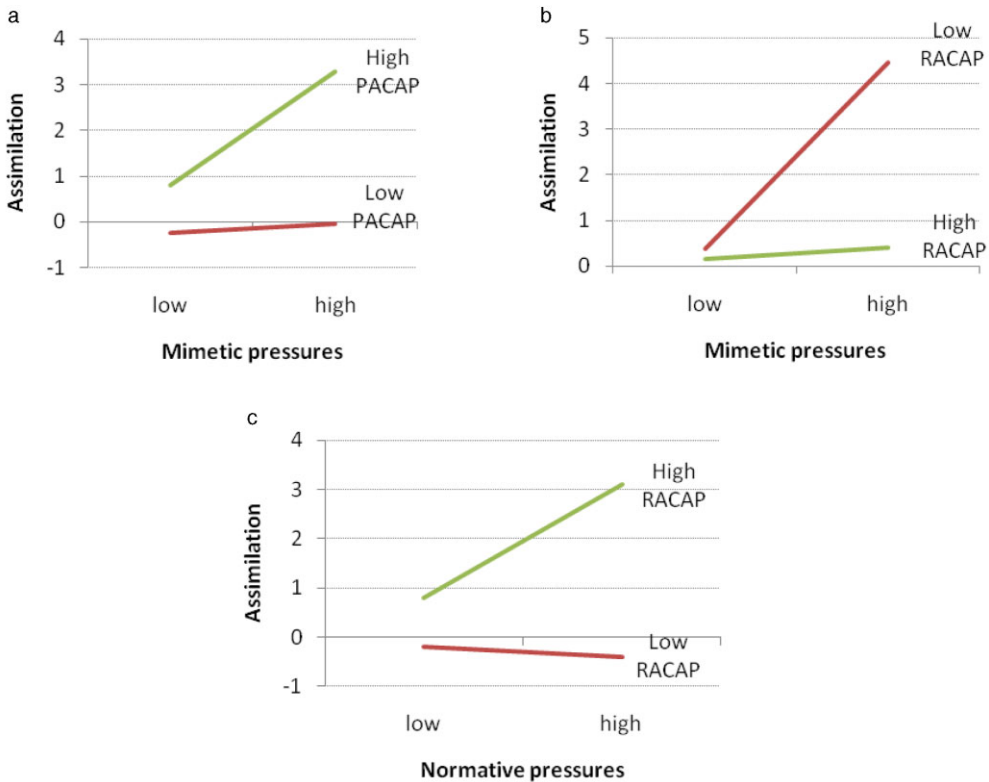 a
4
3
2
1
0
-1
Assimilation
High
PACAP
Low
PACAP
low
high
Mimetic pressures
b
5
4
3
2
1
0
Assimilation
Low
RACAP
High
RACAP
low
high
Mimetic pressures
c
4
3
2
1
0
-1
Assimilation
High
RACAP
Low
RACAP
low
high
Normative pressures